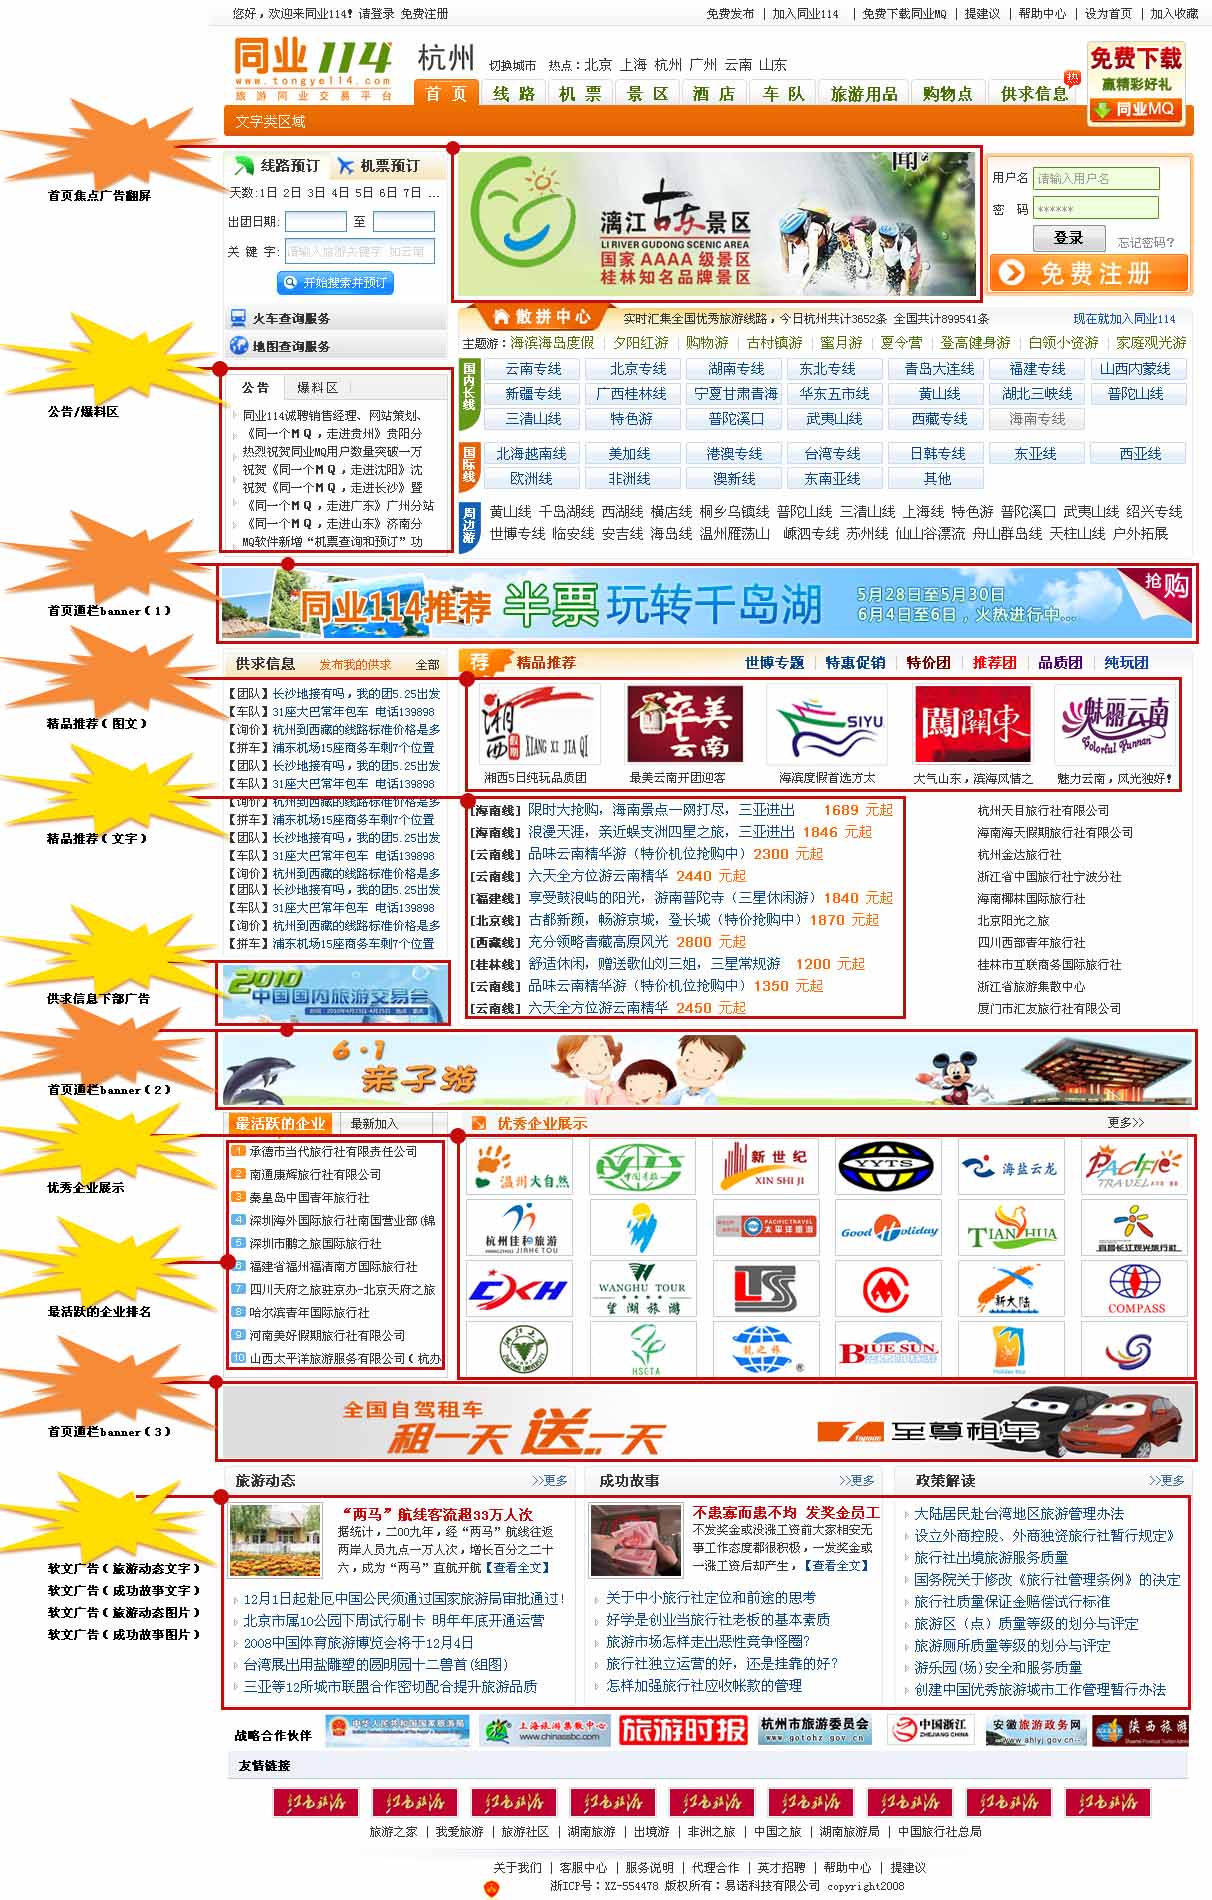 您好，欢迎来同业114! 请登录 免费注册
免费发布 | 加入同业114 | 免费下载同业MQ | 提建议 | 帮助中心 | 设为首页 | 加入收藏
同业114
www.tongye114.com
旅游同业交易平台
杭州 切换城市 热点：北京 上海 杭州 广州 云南 山东
免费下载
赢精彩好礼
同业MQ
首 页 线 路 机 票 景 区 酒 店 车 队 旅游用品 购物点 供求信息 热
文字类区域
首页焦点广告翻屏
线路预订 机票预订
天数:1日 2日 3日 4日 5日 6日 7日 ...
出团日期: 至
关 键 字: 请输入旅游关键字 如云南
开始搜索并预订
火车查询服务
地图查询服务
漓江古东景区
LI RIVER GUDONG SCENIC AREA
国家AAAA级景区
桂林知名品牌景区
用户名 请输入用户名
密 码 ******
登录 忘记密码?
免费注册
散拼中心 实时汇集全国优秀旅游线路，今日杭州共计3652条 全国共计899541条 现在就加入同业114
主题游：海滨海岛度假 夕阳红游 购物游 古村镇游 蜜月游 夏令营 登高健身游 白领小资游 家庭观光游
国内长线
云南专线 北京专线 湖南专线 东北专线 青岛大连线 福建专线 山西内蒙线
新疆专线 广西桂林线 宁夏甘肃青海 华东五市线 黄山线 湖北三峡线 普陀山线
三清山线 特色游 普陀溪口 武夷山线 西藏专线 海南专线
国际线
北海越南线 美加线 港澳专线 台湾专线 日韩专线 东亚线 西亚线
欧洲线 非洲线 澳新线 东南亚线 其他
周边游
黄山线 千岛湖线 西湖线 横店线 桐乡乌镇线 普陀山线 三清山线 上海线 特色游 普陀溪口 武夷山线 绍兴专线
世博专线 临安线 安吉线 海岛线 温州雁荡山 嵊泗专线 苏州线 仙山谷漂流 舟山群岛线 天柱山线 户外拓展
公告/爆料区
公告 爆料区
同业114诚聘销售经理、网站策划、
《同一个MQ，走进贵州》贵阳分
热烈祝贺同业MQ用户数量突破一万
祝贺《同一个MQ，走进沈阳》沈
祝贺《同一个MQ，走进长沙》暨
《同一个MQ，走进广东》广州分站
《同一个MQ，走进山东》济南分
MQ软件新增“机票查询和预订”功
首页通栏banner（1）
同业114推荐 半票 玩转千岛湖
5月28日至5月30日
6月4日至6日，火热进行中...
抢购
供求信息 发布我的供求 全部
【团队】长沙地接有吗，我的团5.25出发
【车队】31座大巴常年包车 电话139898
【询价】杭州到西藏的线路标准价格是多
【拼车】浦东机场15座商务车剩7个位置
【团队】长沙地接有吗，我的团5.25出发
【车队】31座大巴常年包车 电话139898
【询价】杭州到西藏的线路标准价格是多
【拼车】浦东机场15座商务车剩7个位置
【团队】长沙地接有吗，我的团5.25出发
【车队】31座大巴常年包车 电话139898
【询价】杭州到西藏的线路标准价格是多
【团队】长沙地接有吗，我的团5.25出发
【车队】31座大巴常年包车 电话139898
【询价】杭州到西藏的线路标准价格是多
【拼车】浦东机场15座商务车剩7个位置
精品推荐（图文）
荐 精品推荐 世博专题 | 特惠促销 | 特价团 | 推荐团 | 品质团 | 纯玩团
湘西 假期 XIANG XI JIA QI
醉美云南
SIYU
闯關東
魅丽云南 Colorful Yunnan
湘西5日纯玩品质团 最美云南开团迎客 海滨度假首选方太 大气山东，滨海风情之 魅力云南，风光独好!
精品推荐（文字）
[海南线] 限时大抢购，海南景点一网打尽，三亚进出 1689 元起 杭州天目旅行社有限公司
[海南线] 浪漫天涯，亲近蜈支洲四星之旅，三亚进出 1846 元起 海南海天假期旅行社有限公司
[云南线] 品味云南精华游（特价机位抢购中）2300 元起 杭州金达旅行社
[云南线] 六天全方位游云南精华 2440 元起 浙江省中国旅行社宁波分社
[福建线] 享受鼓浪屿的阳光，游南普陀寺（三星休闲游）1840 元起 海南椰林国际旅行社
[北京线] 古都新颜，畅游京城，登长城（特价抢购中）1870 元起 北京阳光之旅
[西藏线] 充分领略青藏高原风光 2800 元起 四川西部青年旅行社
[桂林线] 舒适休闲，赠送歌仙刘三姐，三星常规游 1200 元起 桂林市互联商务国际旅行社
[云南线] 品味云南精华游（特价机位抢购中）1350 元起 浙江省旅游集散中心
[云南线] 六天全方位游云南精华 2450 元起 厦门市汇友旅行社有限公司
供求信息下部广告
2010
中国国内旅游交易会
首页通栏banner（2）
6·1
亲子游
优秀企业展示
最活跃的企业 最新加入
1 承德市当代旅行社有限责任公司
2 南通康辉旅行社有限公司
3 秦皇岛中国青年旅行社
4 深圳海外国际旅行社南国营业部(锦
5 深圳市鹏之旅国际旅行社
6 福建省福州福清南方国际旅行社
7 四川天府之旅驻京办-北京天府之旅
8 哈尔滨青年国际旅行社
9 河南美好假期旅行社有限公司
10 山西太平洋旅游服务有限公司（杭办
最活跃的企业排名
优秀企业展示 更多>>
温州大自然 YTS 新世纪 XIN SHI JI YYTS 海盐云龙 PACIFIC TRAVEL
杭州佳和旅游 HANGZHOU JIAHE TOU PACIFIC TRAVEL 太平洋旅游 Good Holiday TIANHUA 宜昌长江观光旅行社
CXH WANGHU TOUR 望湖旅游 LTS 新大陆 COMPASS
HSCTA 龙之旅 BLUE SUN
首页通栏banner（3）
全国自驾租车
租一天 送...一天
1 Topone 至尊租车
旅游动态 >>更多
“两马”航线客流超33万人次
据统计，二00九年，经“两马”航线往返
两岸人员九点一万人次，增长百分之二十
六，成为“两马”直航开航【查看全文】
12月1日起赴厄中国公民须通过国家旅游局审批通过!
北京市属10公园下周试行刷卡 明年年底开通运营
2008中国体育旅游博览会将于12月4日
台湾展出用盐雕塑的圆明园十二兽首(组图)
三亚等12所城市联盟合作密切配合提升旅游品质
成功故事 >>更多
不患寡而患不均 发奖金员工
不发奖金或没涨工资前大家相安无
事工作态度都很积极，一发奖金或
一涨工资后却产生，【查看全文】
关于中小旅行社定位和前途的思考
好学是创业当旅行社老板的基本素质
旅游市场怎样走出恶性竞争怪圈?
旅行社独立运营的好，还是挂靠的好?
怎样加强旅行社应收帐款的管理
政策解读 >>更多
大陆居民赴台湾地区旅游管理办法
设立外商控股、外商独资旅行社暂行规定》
旅行社出境旅游服务质量
国务院关于修改《旅行社管理条例》的决定
旅行社质量保证金赔偿试行标准
旅游区（点）质量等级的划分与评定
旅游厕所质量等级的划分与评定
游乐园(场)安全和服务质量
创建中国优秀旅游城市工作管理暂行办法
软文广告（旅游动态文字）
软文广告（成功故事文字）
软文广告（旅游动态图片）
软文广告（成功故事图片）
战略合作伙伴 中华人民共和国国家旅游局 上海旅游集散中心 www.chinassbc.com 旅游时报 杭州市旅游委员会 www.gotohz.gov.cn 中国浙江 ZHEJIANG CHINA 安徽旅游政务网 www.ahlyj.gov.cn 陕西旅游
友情链接
红色旅游 红色旅游 红色旅游 红色旅游 红色旅游 红色旅游 红色旅游 红色旅游 红色旅游
旅游之家 | 我爱旅游 | 旅游社区 | 湖南旅游 | 出境游 | 非洲之旅 | 中国之旅 | 湖南旅游局 | 中国旅行社总局
关于我们 | 客服中心 | 服务说明 | 代理合作 | 英才招聘 | 帮助中心 | 提建议
浙ICP号：XZ-554478 版权所有：易诺科技有限公司 copyright2008